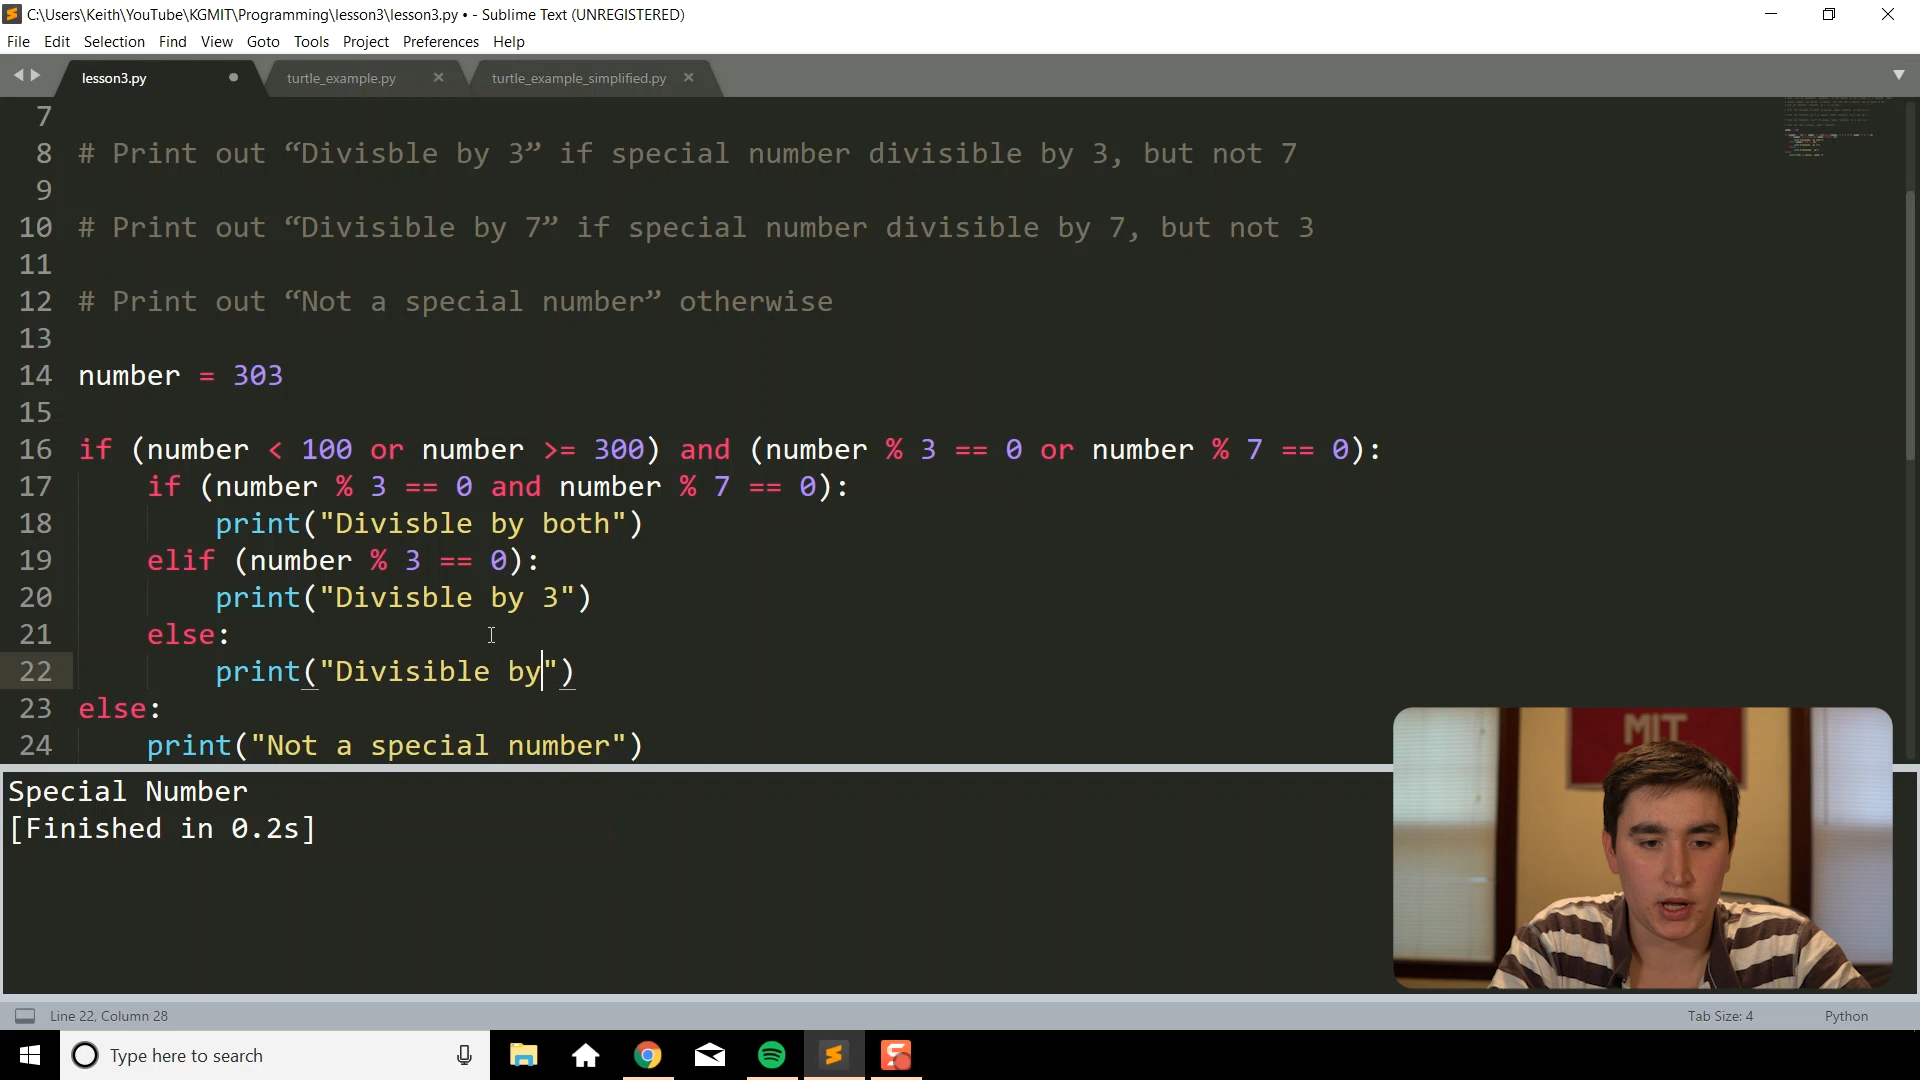 C:\Users\Keith\YouTube\KGMIT\Programming\lesson3\lesson3.py • - Sublime Text (UNREGISTERED)
File Edit Selection Find View Goto Tools Project Preferences Help
lesson3.py turtle_example.py turtle_example_simplified.py
7
8 # Print out “Divisble by 3” if special number divisible by 3, but not 7
9
10 # Print out “Divisible by 7” if special number divisible by 7, but not 3
11
12 # Print out “Not a special number” otherwise
13
14 number = 303
15
16 if (number < 100 or number >= 300) and (number % 3 == 0 or number % 7 == 0):
17 if (number % 3 == 0 and number % 7 == 0):
18 print("Divisble by both")
19 elif (number % 3 == 0):
20 print("Divisble by 3")
21 else:
22 print("Divisible by")
23 else:
24 print("Not a special number")
Special Number
[Finished in 0.2s]
MIT
Line 22, Column 28 Tab Size: 4 Python
Type here to search